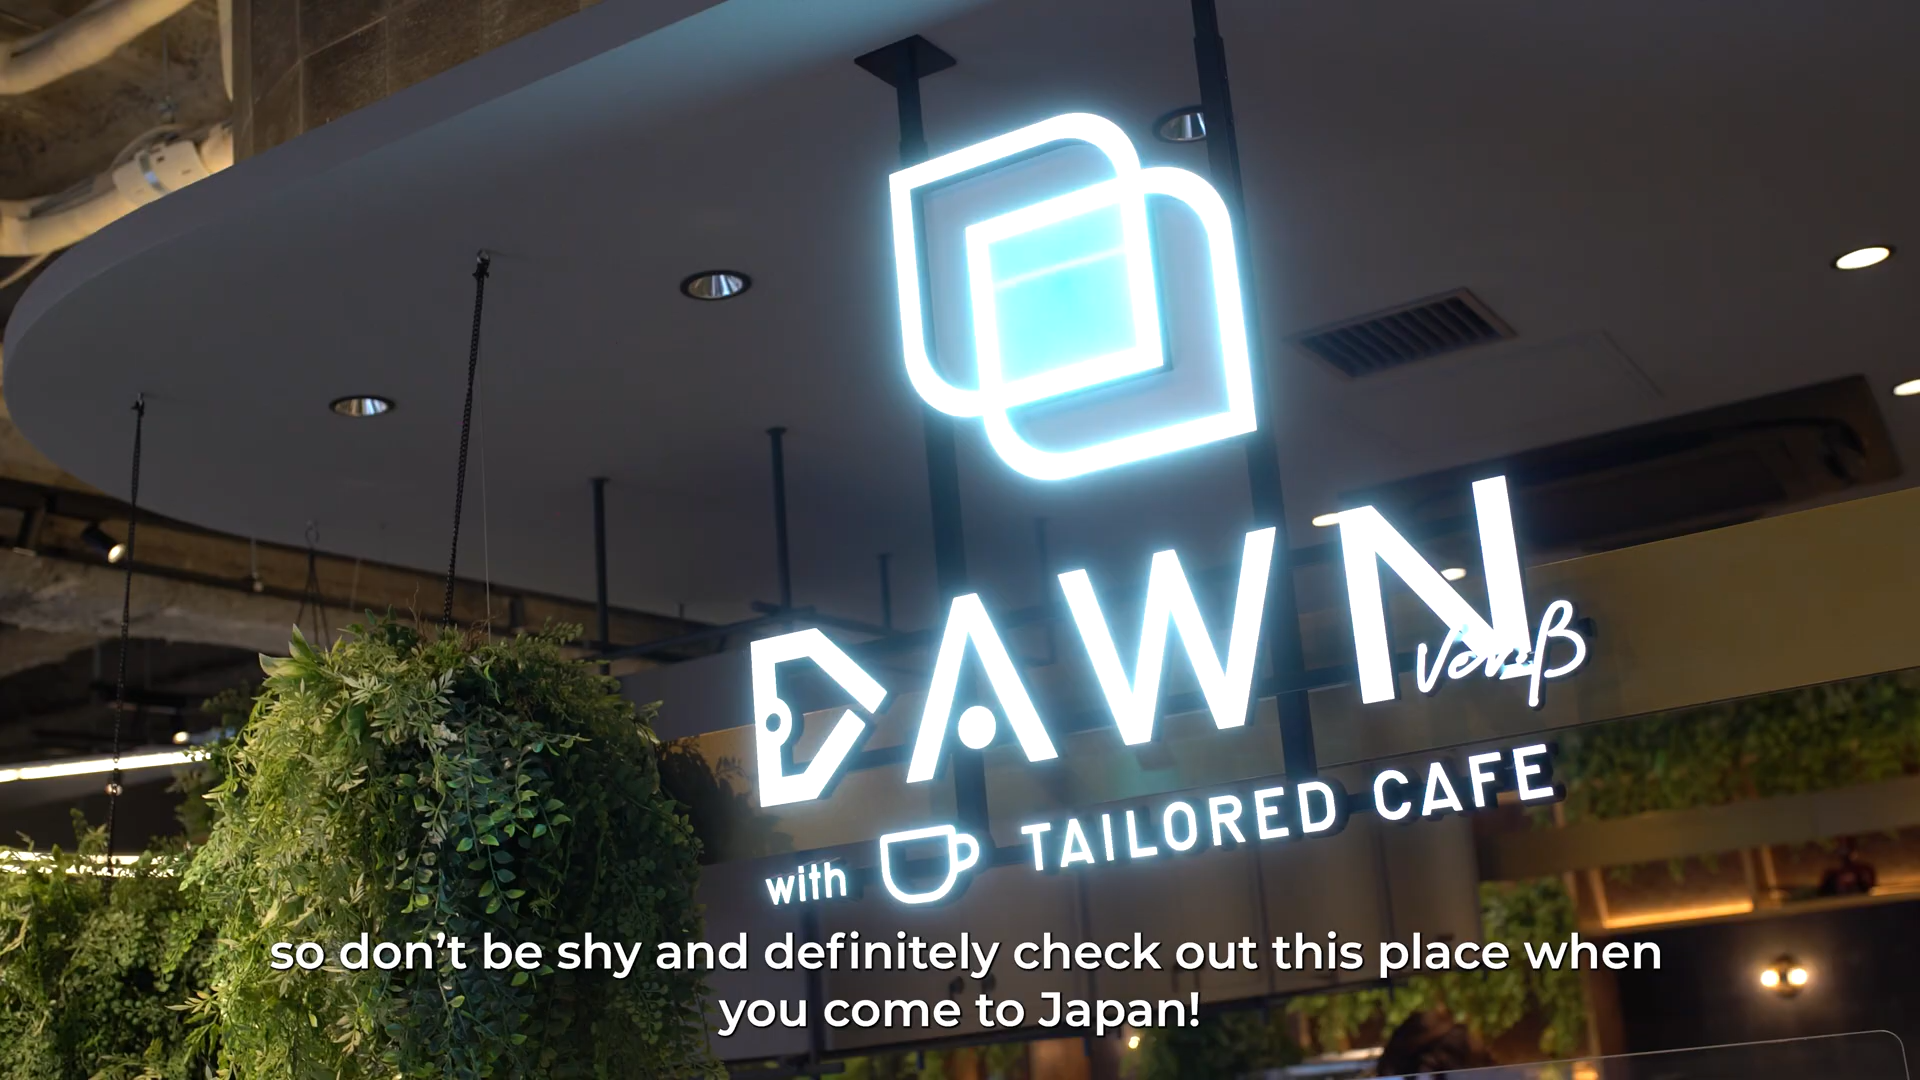 DAWN
ver.β
with TAILORED CAFE
so don't be shy and definitely check out this place when
you come to Japan!